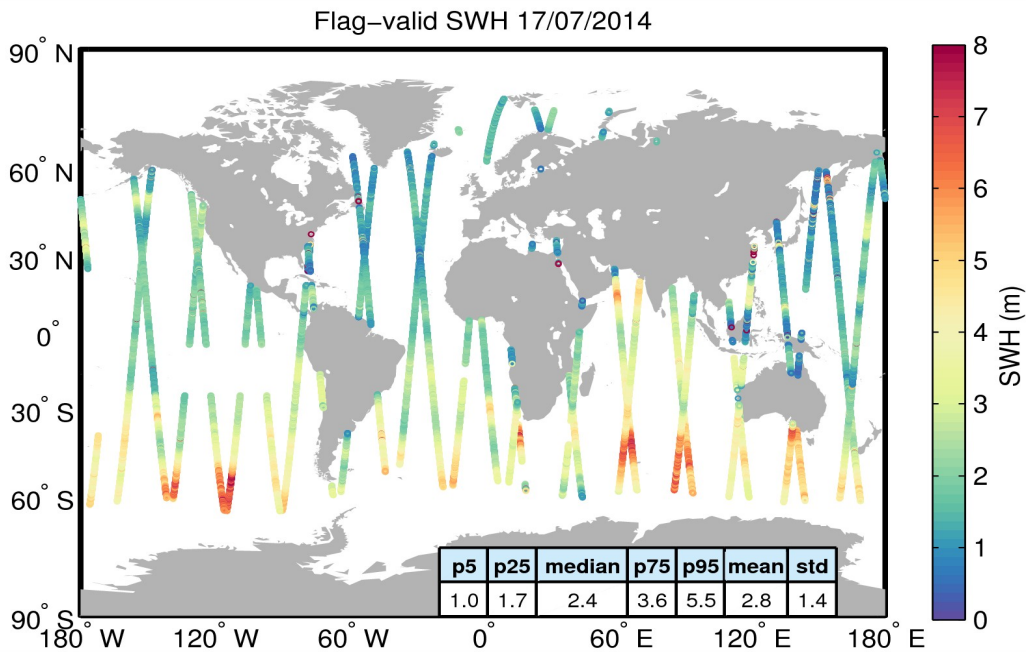 Flag−valid SWH 17/07/2014
90° N
60° N
30° N
0°
30° S
60° S
90° S
180° W
120° W
60° W
0°
60° E
120° E
180° E
p5 p25 median p75 p95 mean std
1.0 1.7 2.4 3.6 5.5 2.8 1.4
8
7
6
5
4
3
2
1
0
SWH (m)